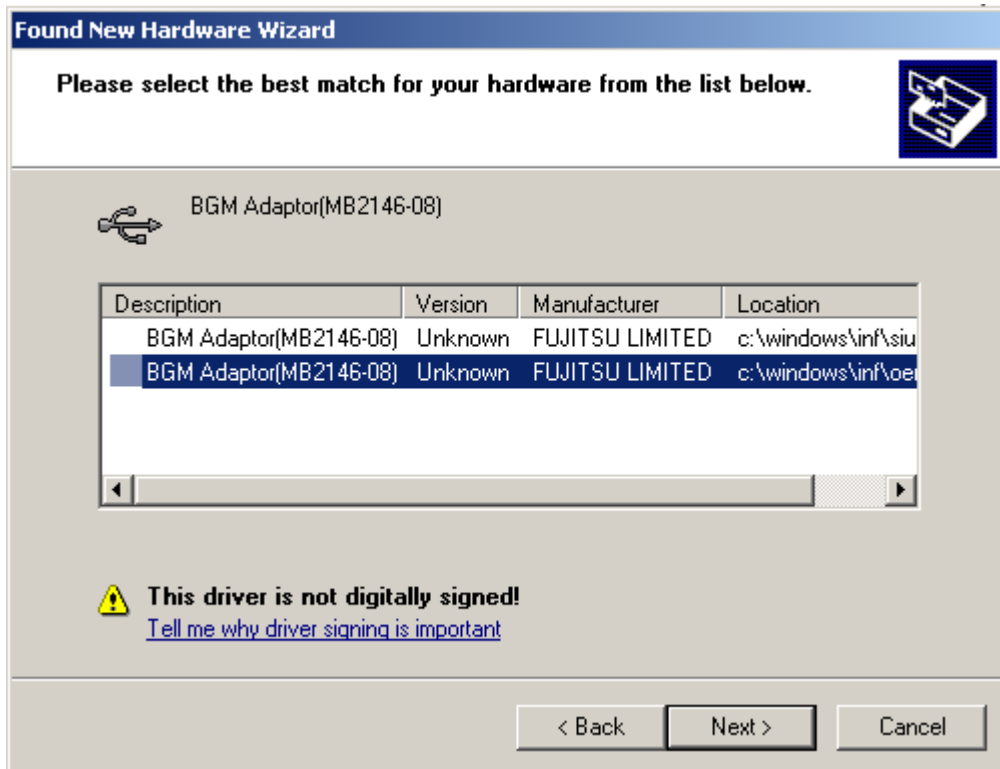 Found New Hardware Wizard
Please select the best match for your hardware from the list below.
BGM Adaptor(MB2146-08)
Description Version Manufacturer Location
BGM Adaptor(MB2146-08) Unknown FUJITSU LIMITED c:\windows\inf\siu
BGM Adaptor(MB2146-08) Unknown FUJITSU LIMITED c:\windows\inf\oe
This driver is not digitally signed!
Tell me why driver signing is important
< Back Next > Cancel